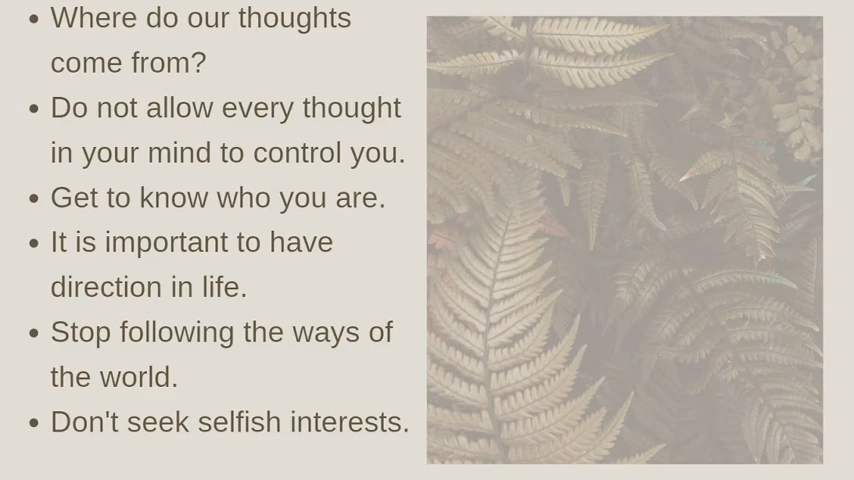 • Where do our thoughts
come from?
• Do not allow every thought
in your mind to control you.
• Get to know who you are.
• It is important to have
direction in life.
• Stop following the ways of
the world.
• Don't seek selfish interests.